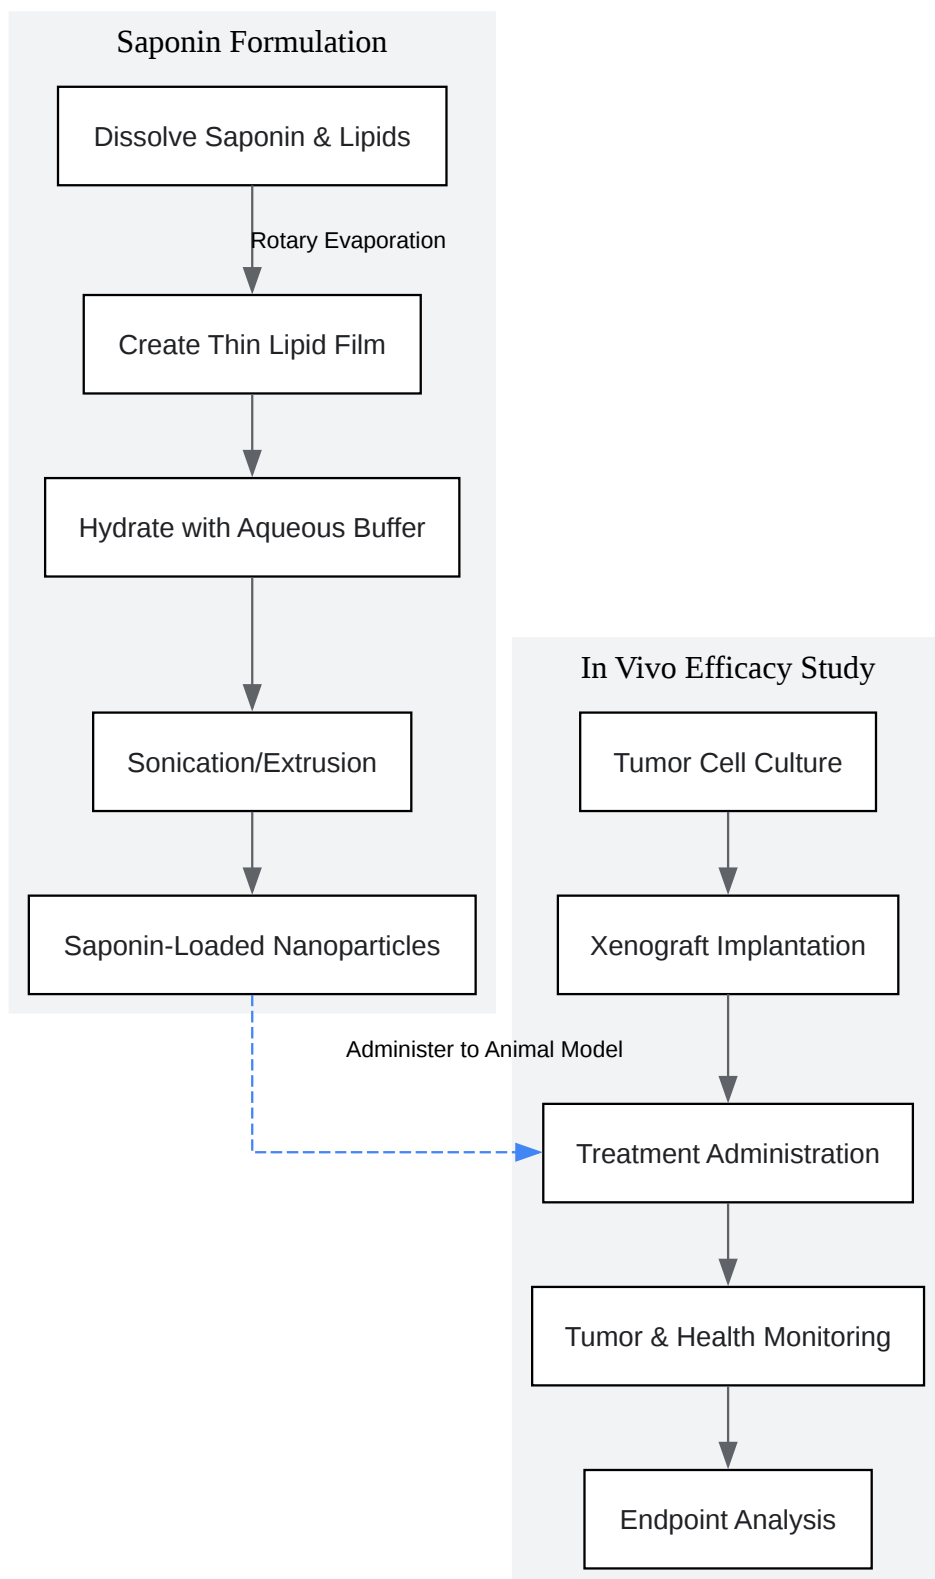 Saponin Formulation
Dissolve Saponin & Lipids
Rotary Evaporation
Create Thin Lipid Film
Hydrate with Aqueous Buffer
Sonication/Extrusion
Saponin-Loaded Nanoparticles
Administer to Animal Model
In Vivo Efficacy Study
Tumor Cell Culture
Xenograft Implantation
Treatment Administration
Tumor & Health Monitoring
Endpoint Analysis